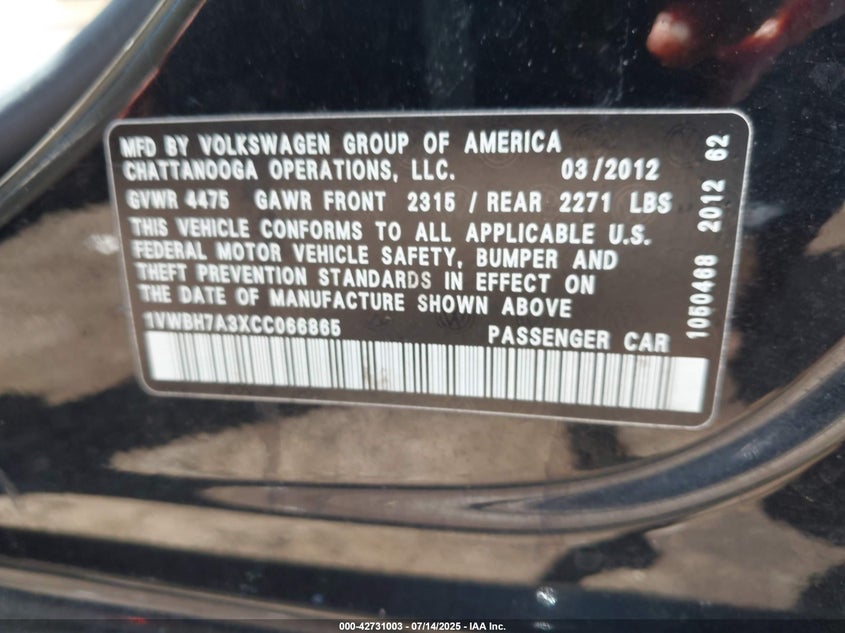 MFD BY VOLKSWAGEN GROUP OF AMERICA
CHATTANOOGA OPERATIONS, LLC. 03/2012
GVWR 4475 GAWR FRONT 2315 / REAR 2271 LBS
THIS VEHICLE CONFORMS TO ALL APPLICABLE U.S.
FEDERAL MOTOR VEHICLE SAFETY, BUMPER AND
THEFT PREVENTION STANDARDS IN EFFECT ON
THE DATE OF MANUFACTURE SHOWN ABOVE
1VWBH7A3XCC066865 PASSENGER CAR
1050468 2012 62
000-42731003 - 07/14/2025 - IAA Inc.